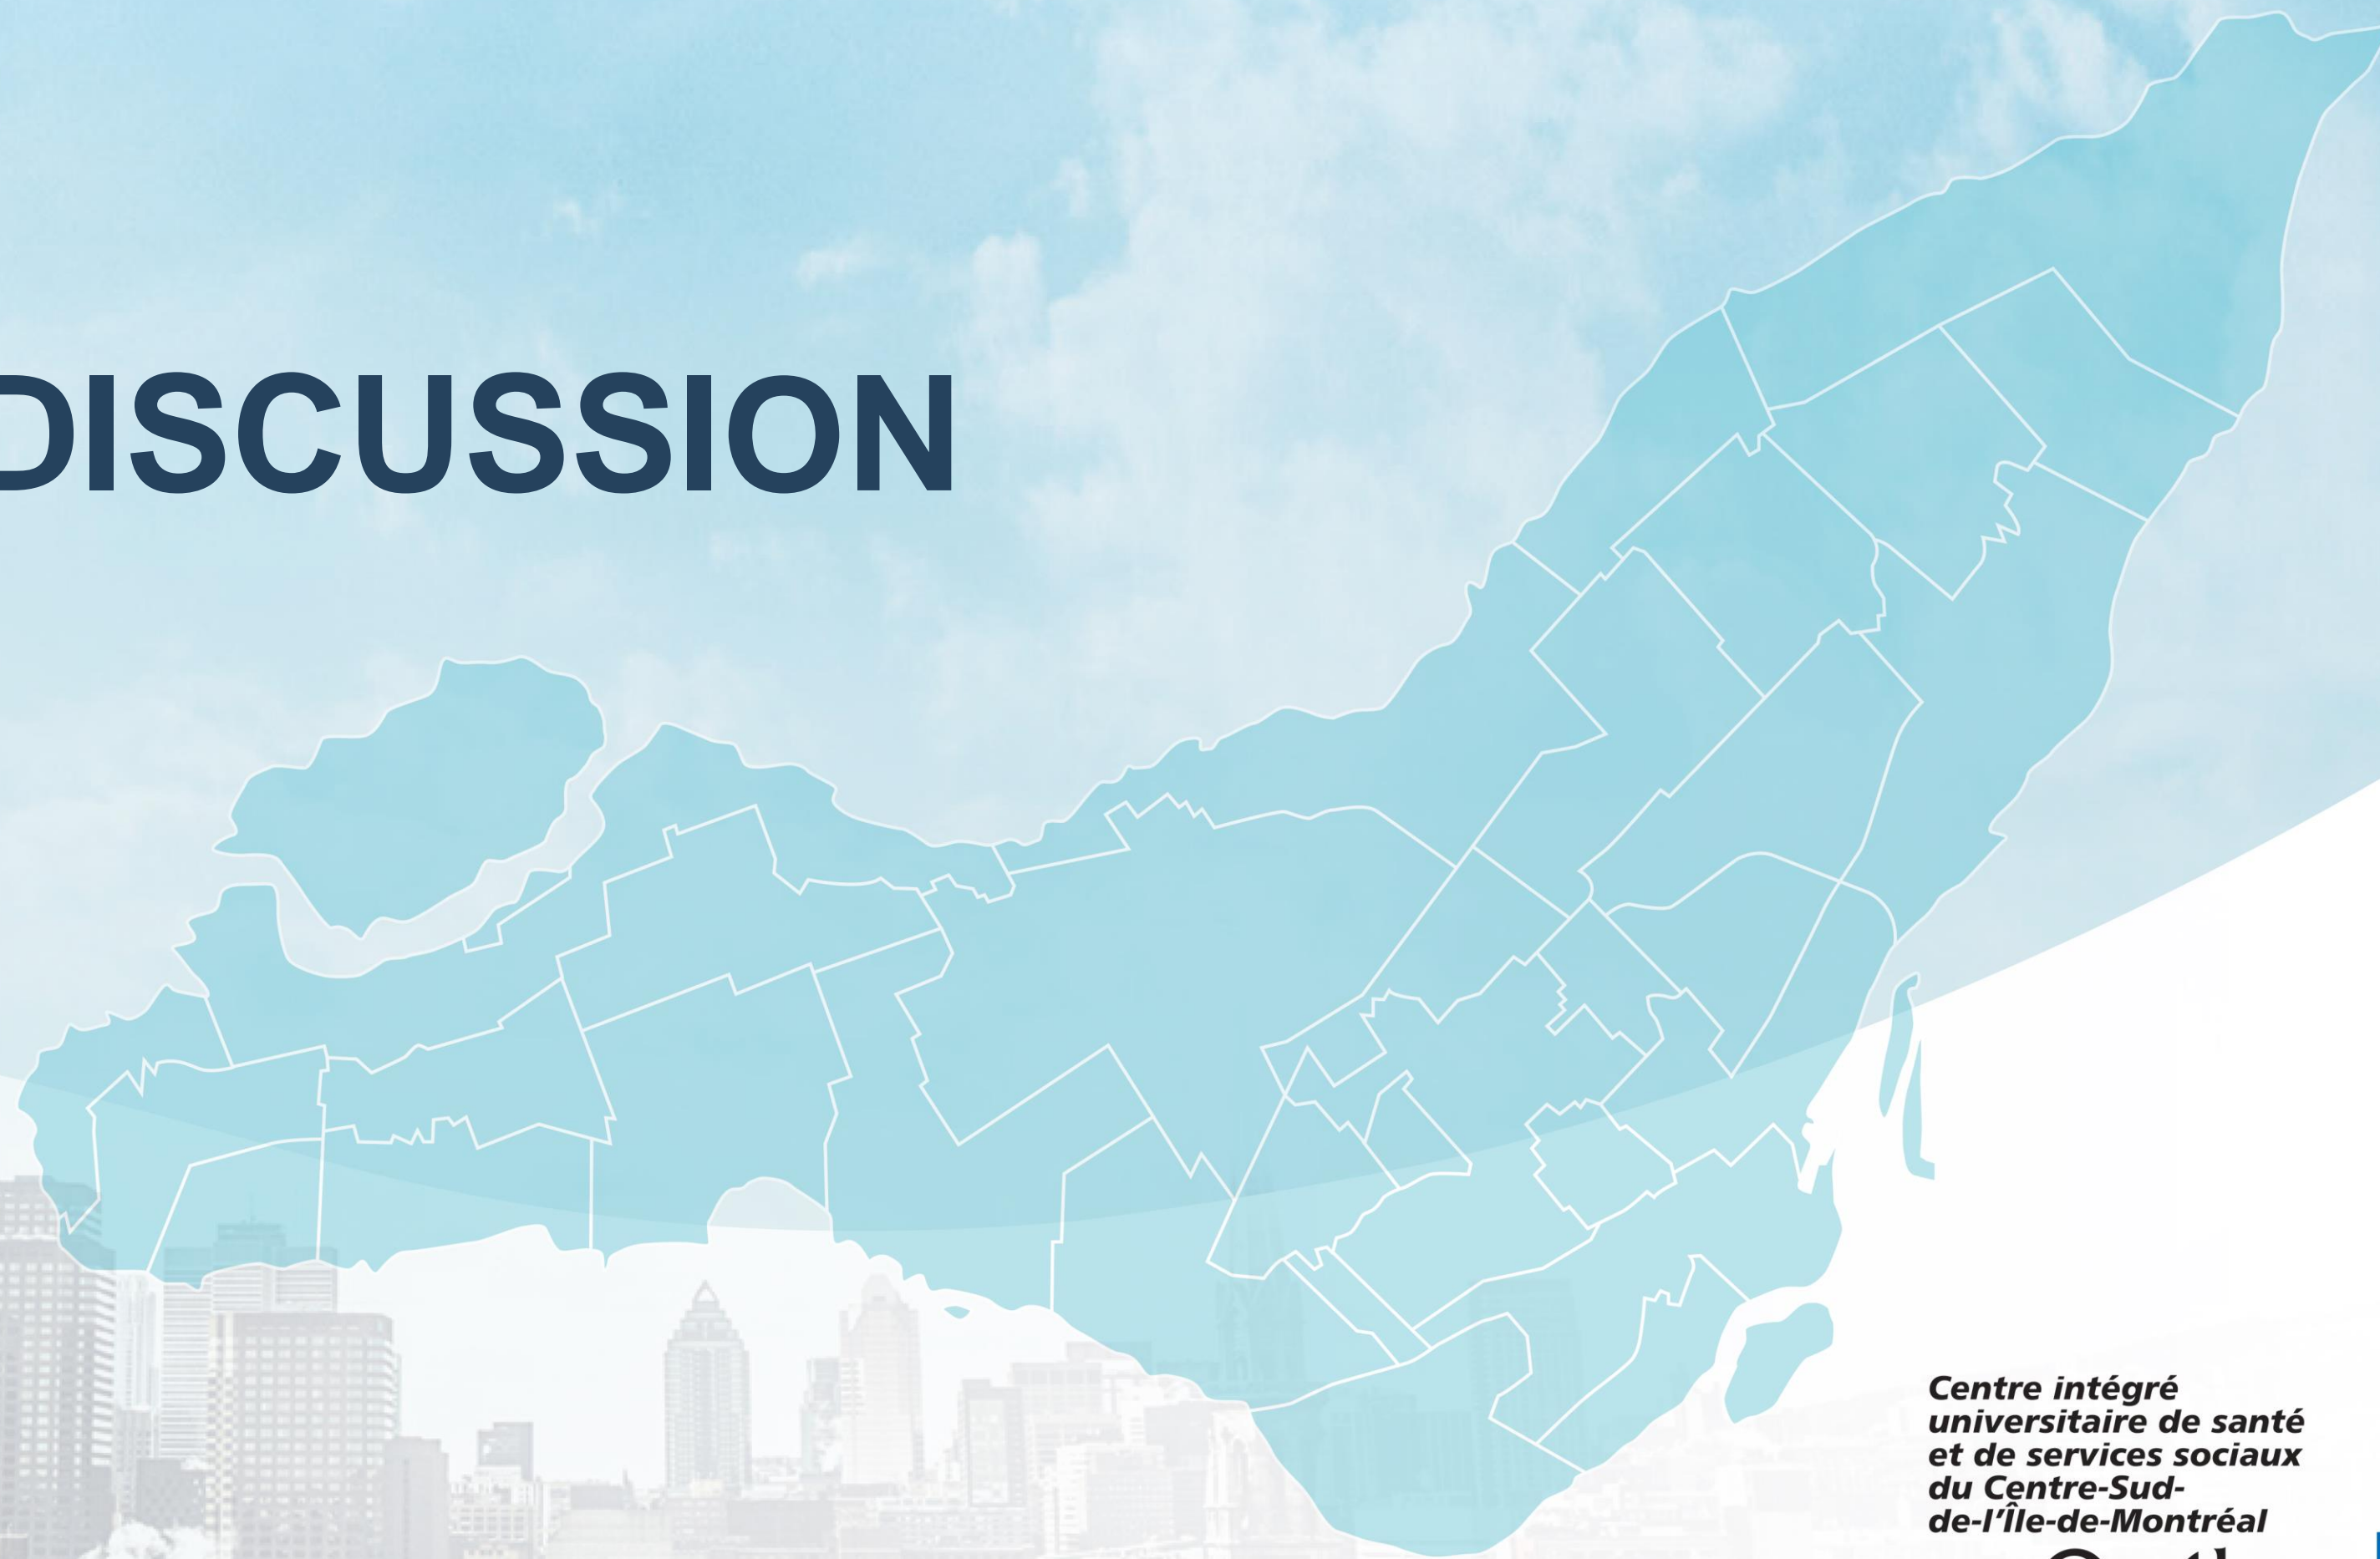 DISCUSSION
Centre intégré
universitaire de santé
et de services sociaux
du Centre-Sud-
de-l'Île-de-Montréal